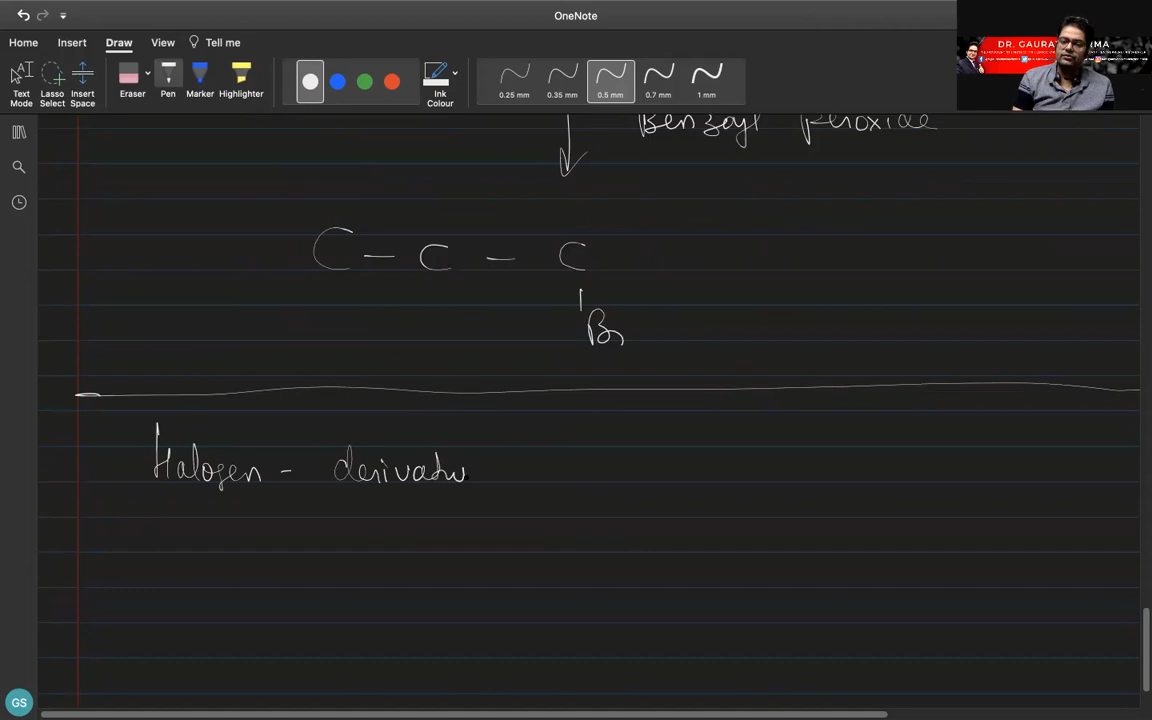 OneNote
Home Insert Draw View Tell me
Text Mode Lasso Select Insert Space Eraser Pen Marker Highlighter Ink Colour 0.25 mm 0.35 mm 0.5 mm 0.7 mm 1 mm
Benzoyl peroxide
C - C - C
Br
Halogen - derivativ
GS